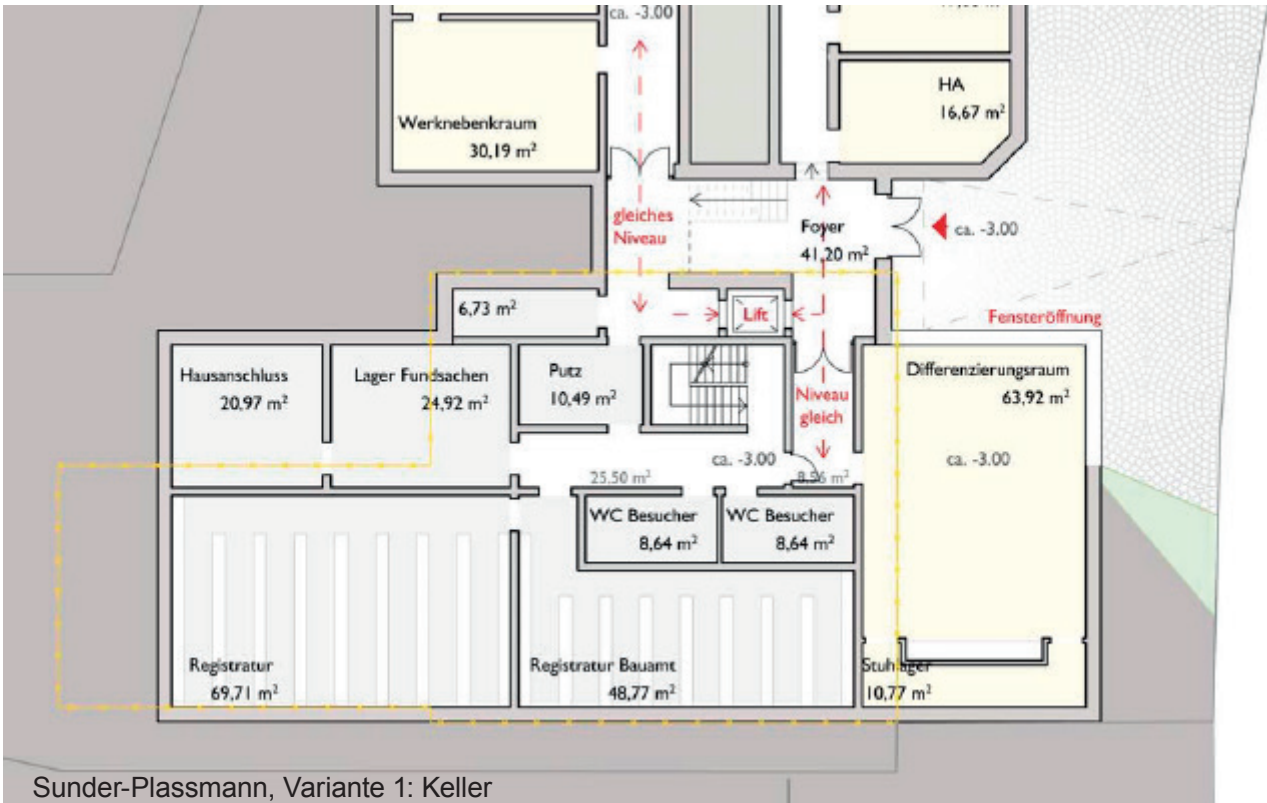 ca. -3.00
HA
16,67 m²
Werknebenkraum
30,19 m²
gleiches
Niveau
Foyer
41,20 m²
ca. -3.00
6,73 m²
Lift
Fensteröffnung
Hausanschluss
20,97 m²
Lager Fundsachen
24,92 m²
Putz
10,49 m²
Niveau
gleich
Differenzierungsraum
63,92 m²
ca. -3.00
ca. -3.00
25.50 m²
8.56 m²
WC Besucher
8,64 m²
WC Besucher
8,64 m²
Registratur
69,71 m²
Registratur Bauamt
48,77 m²
Stuhllager
10,77 m²
Sunder-Plassmann, Variante 1: Keller